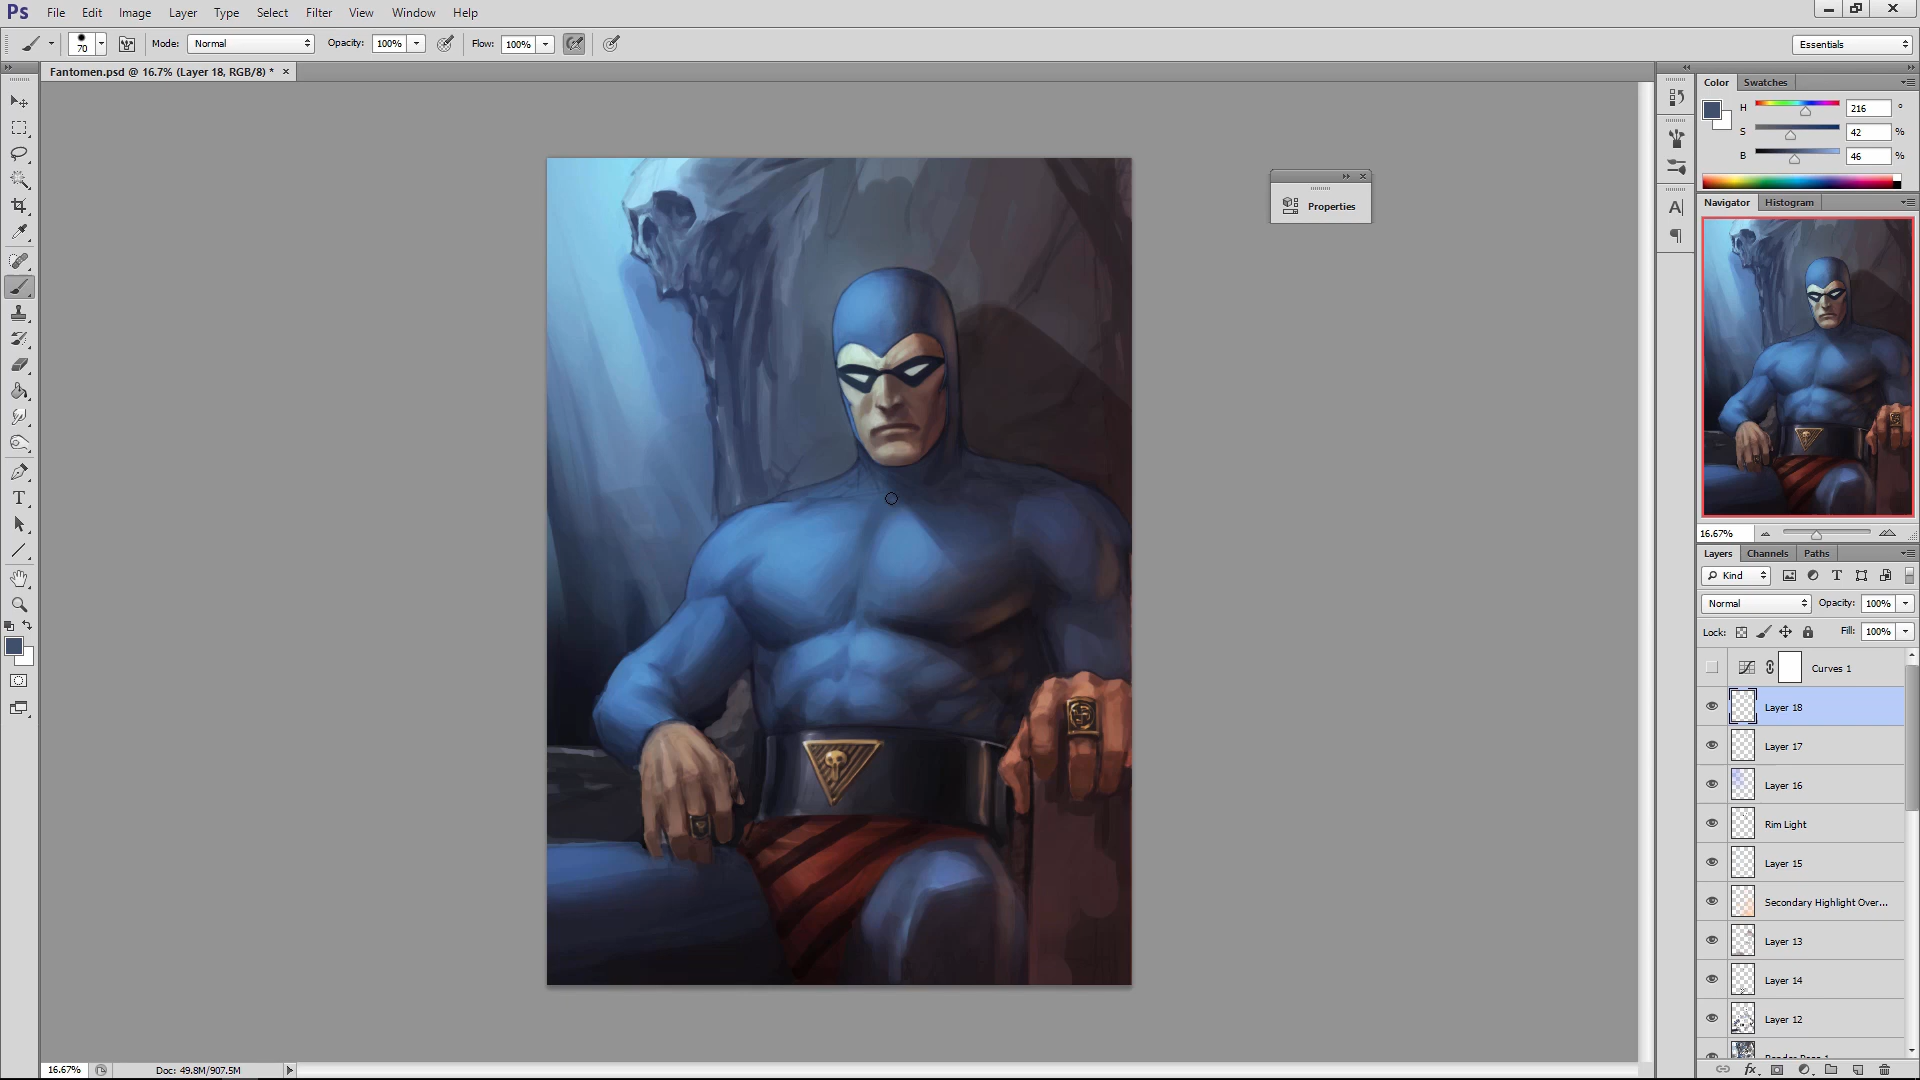 Ps File Edit Image Layer Type Select Filter 3D View Window Help
70 Mode: Normal Opacity: 100% Flow: 100% Essentials
Fantomen.psd @ 16.7% (Layer 18, RGB/8) * ×
Color Swatches
H 216 °
S 42 %
B 46 %
Navigator Histogram
Properties
16.67%
Layers Channels Paths
Kind
Normal Opacity: 100%
Lock: Fill: 100%
Curves 1
Layer 18
Layer 17
Layer 16
Rim Light
Layer 15
Secondary Highlight Over...
Layer 13
Layer 14
Layer 12
16.67% Doc: 49.8M/907.5M